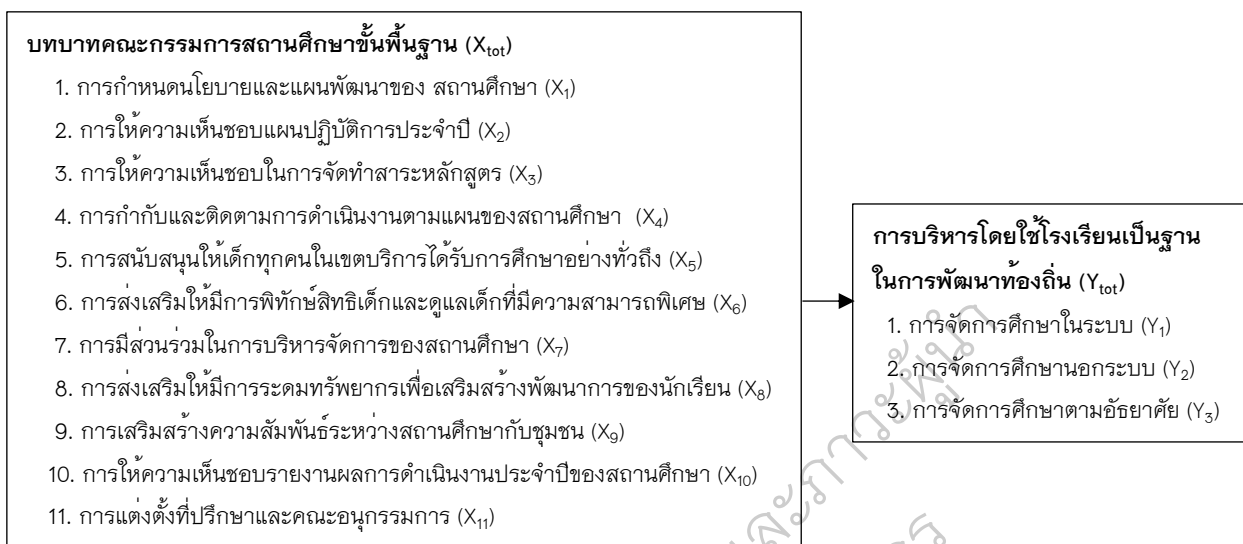 บทบาทคณะกรรมการสถานศึกษาขั้นพื้นฐาน (X_tot)
1. การกำหนดนโยบายและแผนพัฒนาของ สถานศึกษา (X₁)
2. การให้ความเห็นชอบแผนปฏิบัติการประจำปี (X₂)
3. การให้ความเห็นชอบในการจัดทำสาระหลักสูตร (X₃)
4. การกำกับและติดตามการดำเนินงานตามแผนของสถานศึกษา (X₄)
5. การสนับสนุนให้เด็กทุกคนในเขตบริการได้รับการศึกษาอย่างทั่วถึง (X₅)
6. การส่งเสริมให้มีการพิทักษ์สิทธิเด็กและดูแลเด็กที่มีความสามารถพิเศษ (X₆)
7. การมีส่วนร่วมในการบริหารจัดการของสถานศึกษา (X₇)
8. การส่งเสริมให้มีการระดมทรัพยากรเพื่อเสริมสร้างพัฒนาการของนักเรียน (X₈)
9. การเสริมสร้างความสัมพันธ์ระหว่างสถานศึกษากับชุมชน (X₉)
10. การให้ความเห็นชอบรายงานผลการดำเนินงานประจำปีของสถานศึกษา (X₁₀)
11. การแต่งตั้งที่ปรึกษาและคณะอนุกรรมการ (X₁₁)
การบริหารโดยใช้โรงเรียนเป็นฐาน
ในการพัฒนาท้องถิ่น (Y_tot)
1. การจัดการศึกษาในระบบ (Y₁)
2. การจัดการศึกษานอกระบบ (Y₂)
3. การจัดการศึกษาตามอัธยาศัย (Y₃)